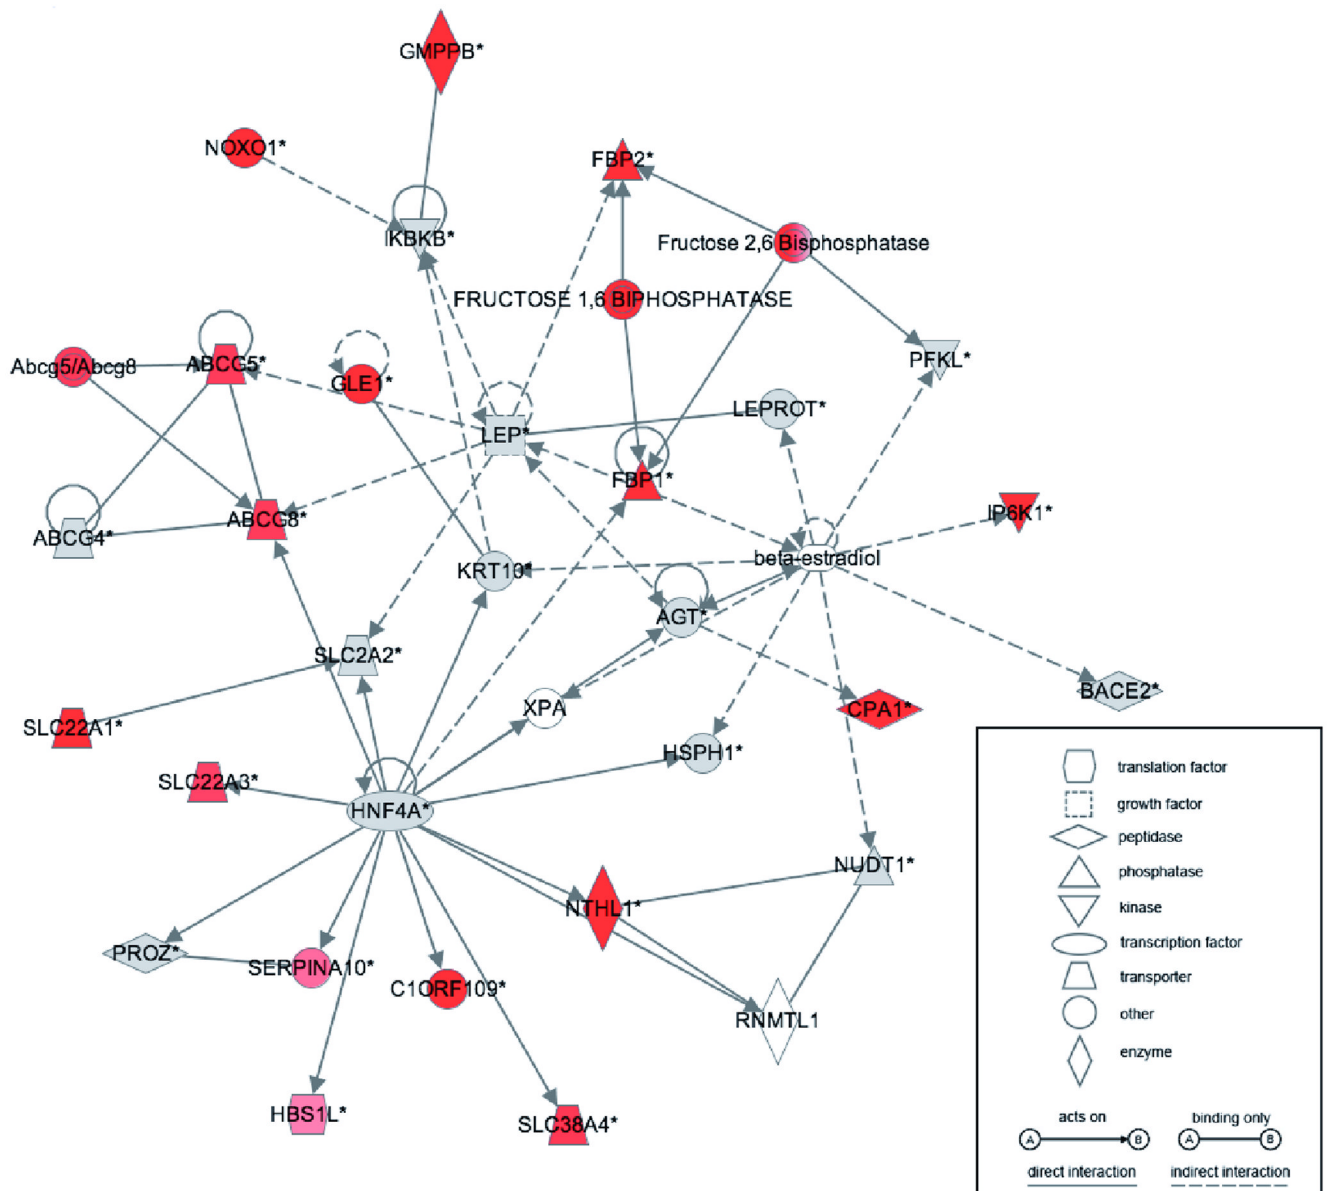 GMPPB*
NOXO1*
FBP2*
IKBKB*
Fructose 2,6 Bisphosphatase
FRUCTOSE 1,6 BIPHOSPHATASE
Abcg5/Abcg8
ABCG5*
GLE1*
PFKL*
LEPROT*
LEP*
FBP1*
ABCG8*
ABCG4*
IP6K1*
beta-estradiol
KRT10*
AGT*
SLC2A2*
XPA
CPA1*
BACE2*
SLC22A1*
SLC22A3*
HSPH1*
HNF4A*
NUDT1*
NTHL1*
PROZ*
SERPINA10*
C1ORF109*
RNMTL1
HBS1L*
SLC38A4*
translation factor
growth factor
peptidase
phosphatase
kinase
transcription factor
transporter
other
enzyme
acts on binding only
A B A B
direct interaction indirect interaction